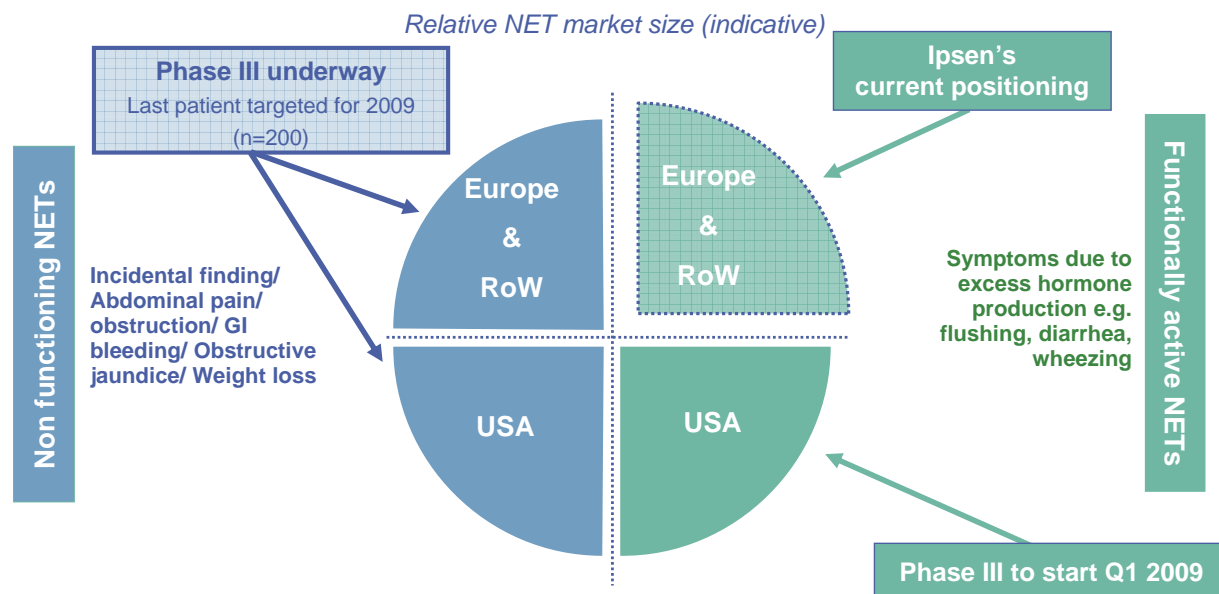 Relative NET market size (indicative)
Phase III underway
Last patient targeted for 2009
(n=200)
Ipsen's
current positioning
Non functioning NETs
Europe
&
RoW
Europe
&
RoW
Functionally active NETs
Incidental finding/
Abdominal pain/
obstruction/ GI
bleeding/ Obstructive
jaundice/ Weight loss
Symptoms due to
excess hormone
production e.g.
flushing, diarrhea,
wheezing
USA
USA
Phase III to start Q1 2009